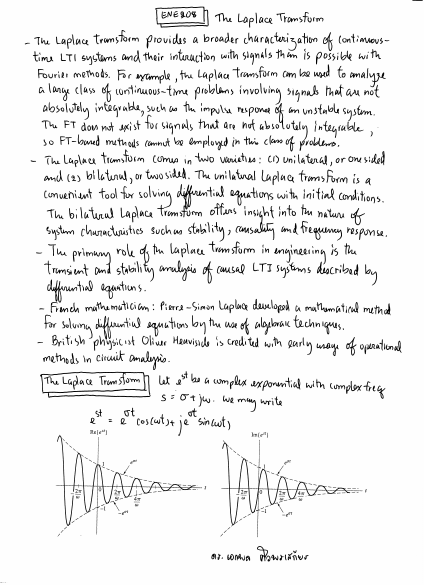 ENE208 The Laplace Transform
- The Laplace Transform provides a broader characterization of continuous-
time LTI systems and their interaction with signals than is possible with
Fourier methods. For example, the Laplace transform can be used to analyze
a large class of continuous-time problems involving signals that are not
absolutely integrable, such as the impulse response of an unstable system.
The FT does not exist for signals that are not absolutely integrable,
so FT-based methods cannot be employed in this class of problems.
- The Laplace Transform comes in two varieties: (1) unilateral, or one sided
and (2) bilateral, or two sided. The unilateral Laplace transform is a
convenient tool for solving differential equations with initial conditions.
The bilateral Laplace Transform offers insight into the nature of
system characteristics such as stability, causality and frequency response.
- The primary role of the Laplace transform in engineering is the
transient and stability analysis of causal LTI systems described by
differential equations.
- French mathematician: Pierre-Simon Laplace developed a mathematical method
for solving differential equations by the use of algebraic techniques.
- British physicist Oliver Heaviside is credited with early usage of operational
methods in circuit analysis.
The Laplace Transform Let e^st be a complex exponential with complex freq
s = σ + jω. We may write
e^st = e^σt cos(ωt) + j e^σt sin(ωt)
Re{e^st} Im{e^st}